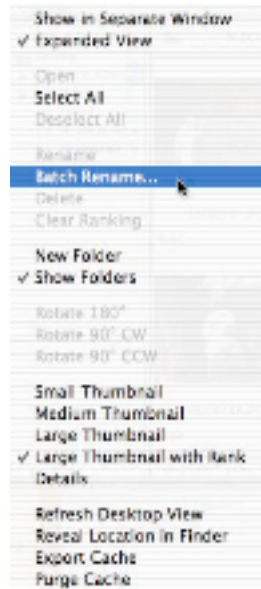 Show in Separate Window
✓ Expanded View
Open
Select All
Deselect All
Rename
Batch Rename...
Delete
Clear Ranking
New Folder
✓ Show Folders
Rotate 180°
Rotate 90° CW
Rotate 90° CCW
Small Thumbnail
Medium Thumbnail
Large Thumbnail
✓ Large Thumbnail with Rank
Details
Refresh Desktop View
Reveal Location in Finder
Export Cache
Purge Cache